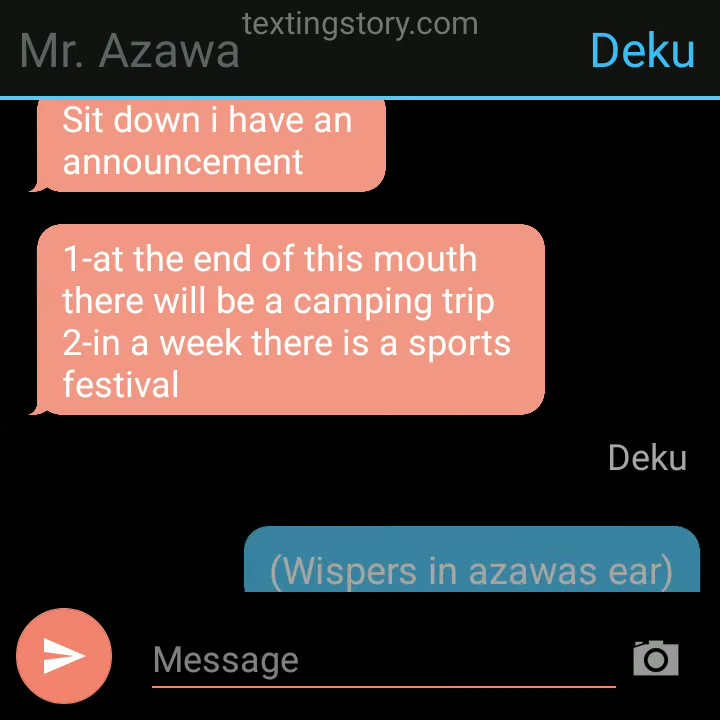 textingstory.com
Mr. Azawa
Deku
Sit down i have an
announcement
1-at the end of this mouth
there will be a camping trip
2-in a week there is a sports
festival
Deku
(Wispers in azawas ear)
Message